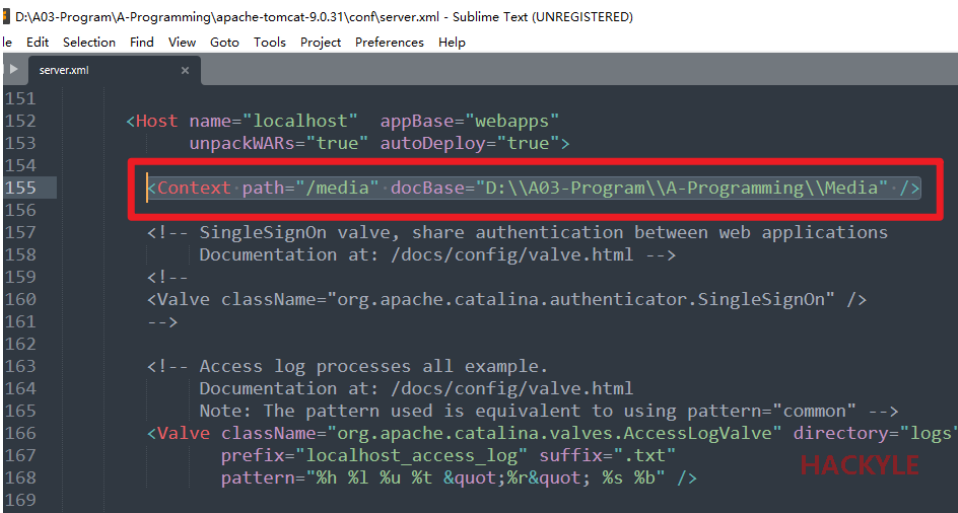 D:\A03-Program\A-Programming\apache-tomcat-9.0.31\conf\server.xml - Sublime Text (UNREGISTERED)
le Edit Selection Find View Goto Tools Project Preferences Help
server.xml ×
151
152 <Host name="localhost"  appBase="webapps"
153 unpackWARs="true" autoDeploy="true">
154
155 <Context path="/media" docBase="D:\\A03-Program\\A-Programming\\Media" />
156
157 <!-- SingleSignOn valve, share authentication between web applications
158 Documentation at: /docs/config/valve.html -->
159 <!--
160 <Valve className="org.apache.catalina.authenticator.SingleSignOn" />
161 -->
162
163 <!-- Access log processes all example.
164 Documentation at: /docs/config/valve.html
165 Note: The pattern used is equivalent to using pattern="common" -->
166 <Valve className="org.apache.catalina.valves.AccessLogValve" directory="logs"
167 prefix="localhost_access_log" suffix=".txt"
168 pattern="%h %l %u %t &quot;%r&quot; %s %b" />
HACKYLE
169